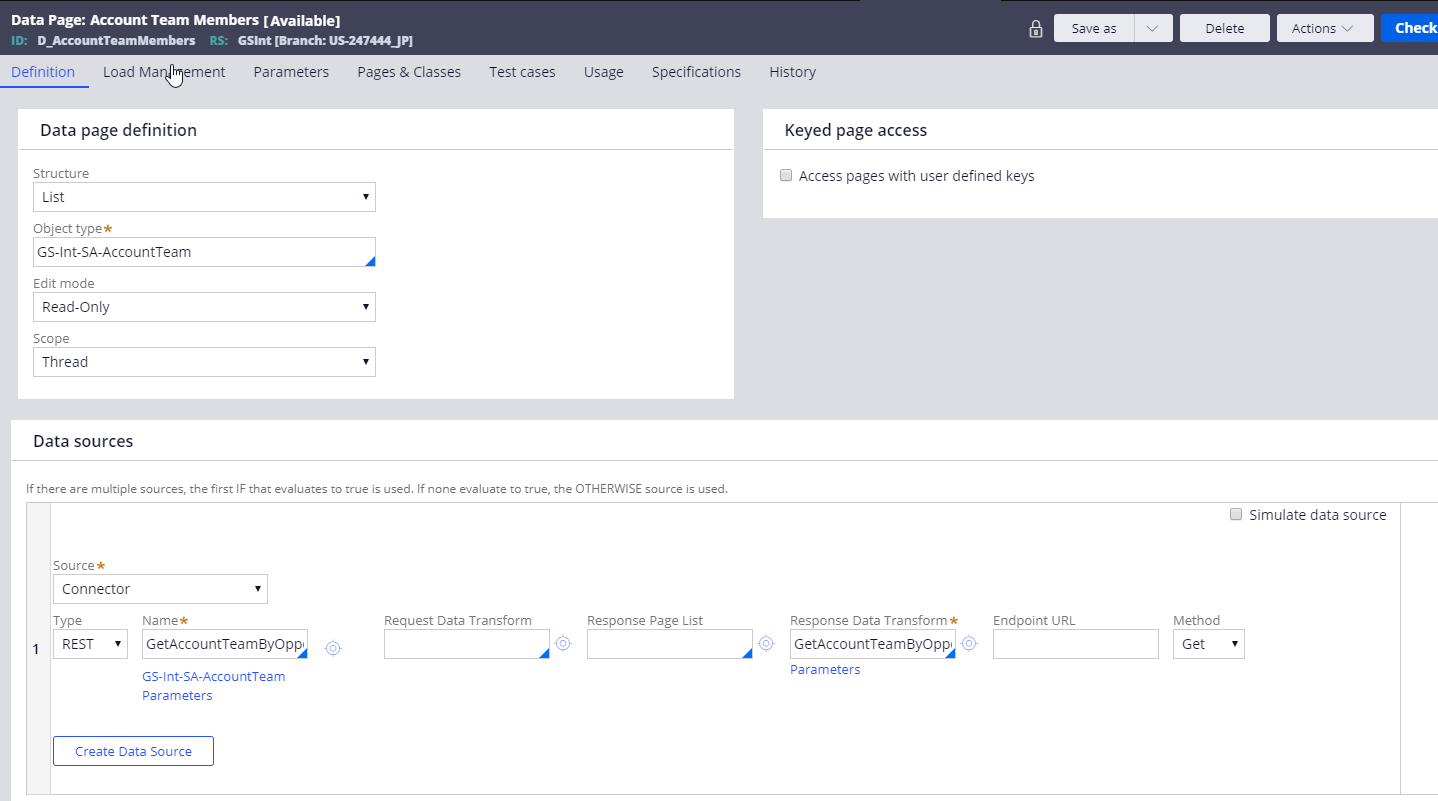 Data Page: Account Team Members [Available]
ID: D_AccountTeamMembers RS: GSInt [Branch: US-247444_JP]
Save as
Delete
Actions
Check
Definition
Load Management
Parameters
Pages & Classes
Test cases
Usage
Specifications
History
Data page definition
Structure
List
Object type*
GS-Int-SA-AccountTeam
Edit mode
Read-Only
Scope
Thread
Keyed page access
Access pages with user defined keys
Data sources
If there are multiple sources, the first IF that evaluates to true is used. If none evaluate to true, the OTHERWISE source is used.
Simulate data source
1
Source*
Connector
Type
REST
Name*
GetAccountTeamByOppo
GS-Int-SA-AccountTeam
Parameters
Request Data Transform
Response Page List
Response Data Transform*
GetAccountTeamByOppo
Parameters
Endpoint URL
Method
Get
Create Data Source